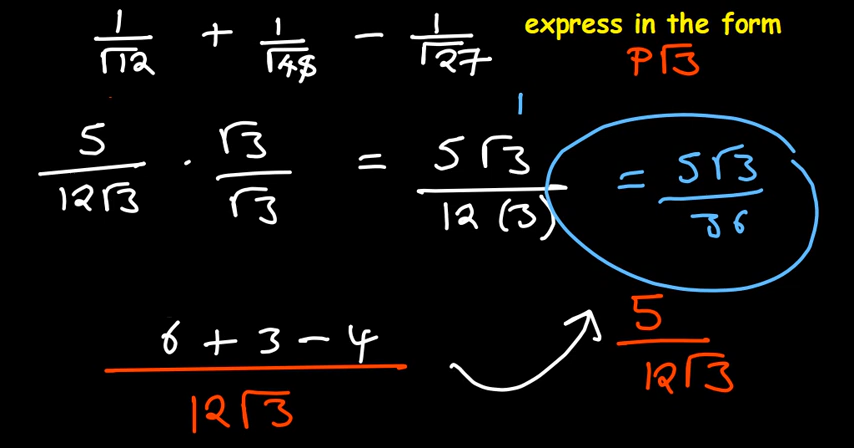 1/√12 + 1/√48 − 1/√27
express in the form
P√3
5/12√3 · √3/√3 = 5√3/12(3) = 5√3/36
6 + 3 − 4/12√3
5/12√3